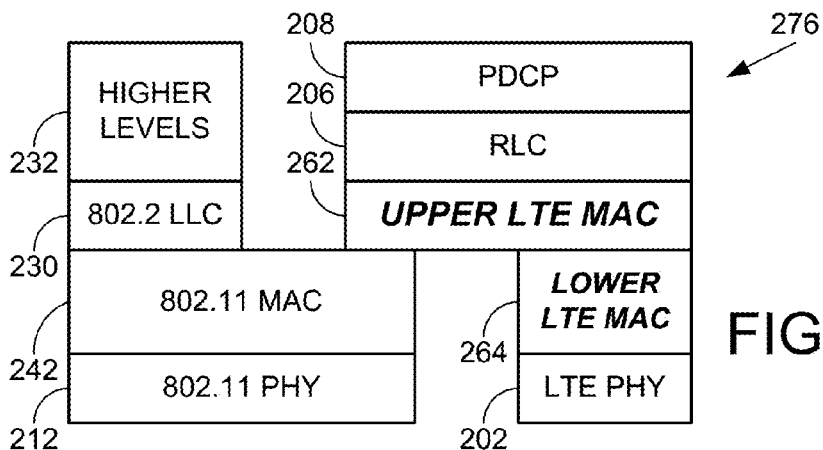 208
276
PDCP
206
HIGHER
LEVELS
RLC
232
262
802.2 LLC
UPPER LTE MAC
230
802.11 MAC
LOWER
LTE MAC
242
264
FIG
802.11 PHY
LTE PHY
212
202